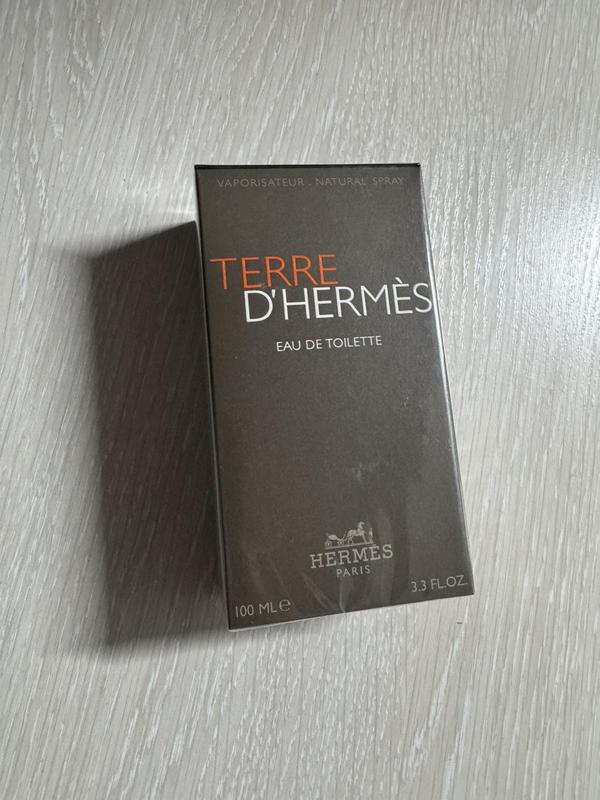 VAPORISATEUR . NATURAL SPRAY
TERRE
D'HERMÈS
EAU DE TOILETTE
HERMÈS
PARIS
100 ML ℮
3.3 FL.OZ.